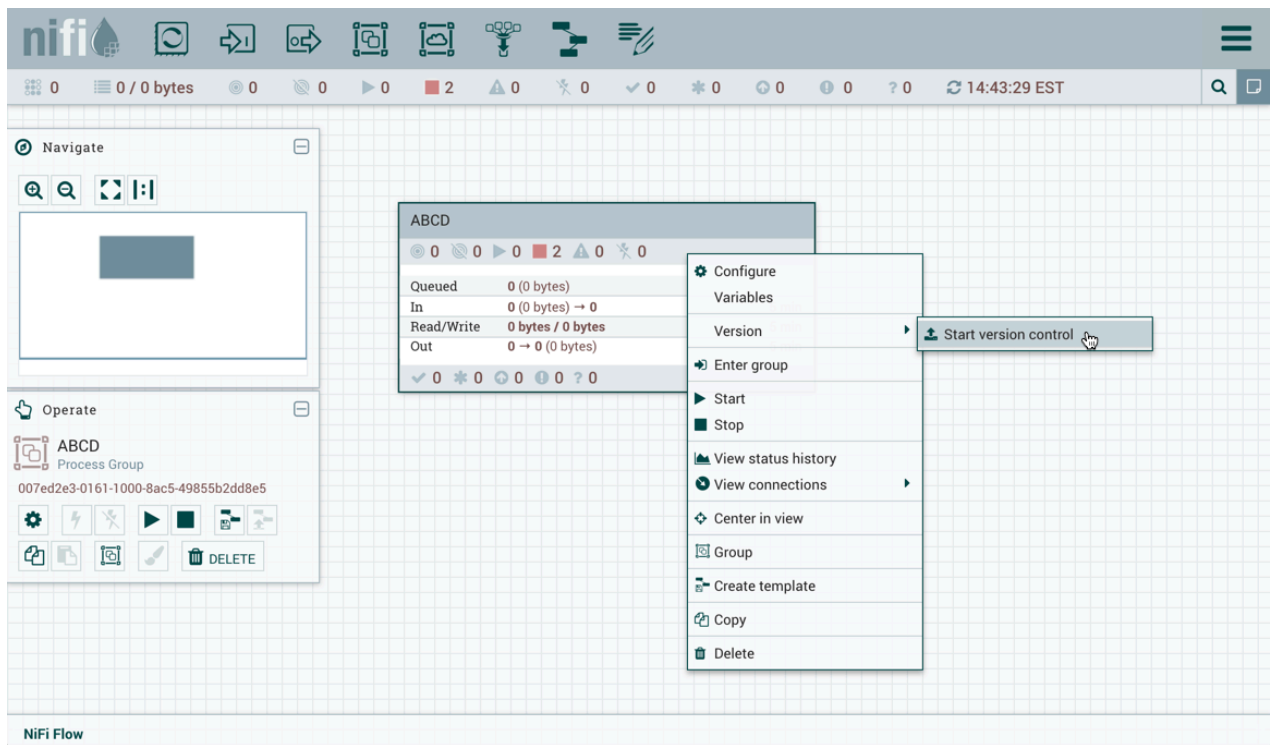 nifi
0 0 / 0 bytes 0 0 0 2 0 0 0 0 0 0 ? 0 14:43:29 EST
Navigate
ABCD
0 0 0 2 0 0
Queued 0 (0 bytes)
In 0 (0 bytes) → 0
Read/Write 0 bytes / 0 bytes
Out 0 → 0 (0 bytes)
0 0 0 0 ? 0
Configure
Variables
Version
Start version control
Enter group
Start
Stop
View status history
View connections
Center in view
Group
Create template
Copy
Delete
Operate
ABCD
Process Group
007ed2e3-0161-1000-8ac5-49855b2dd8e5
DELETE
NiFi Flow